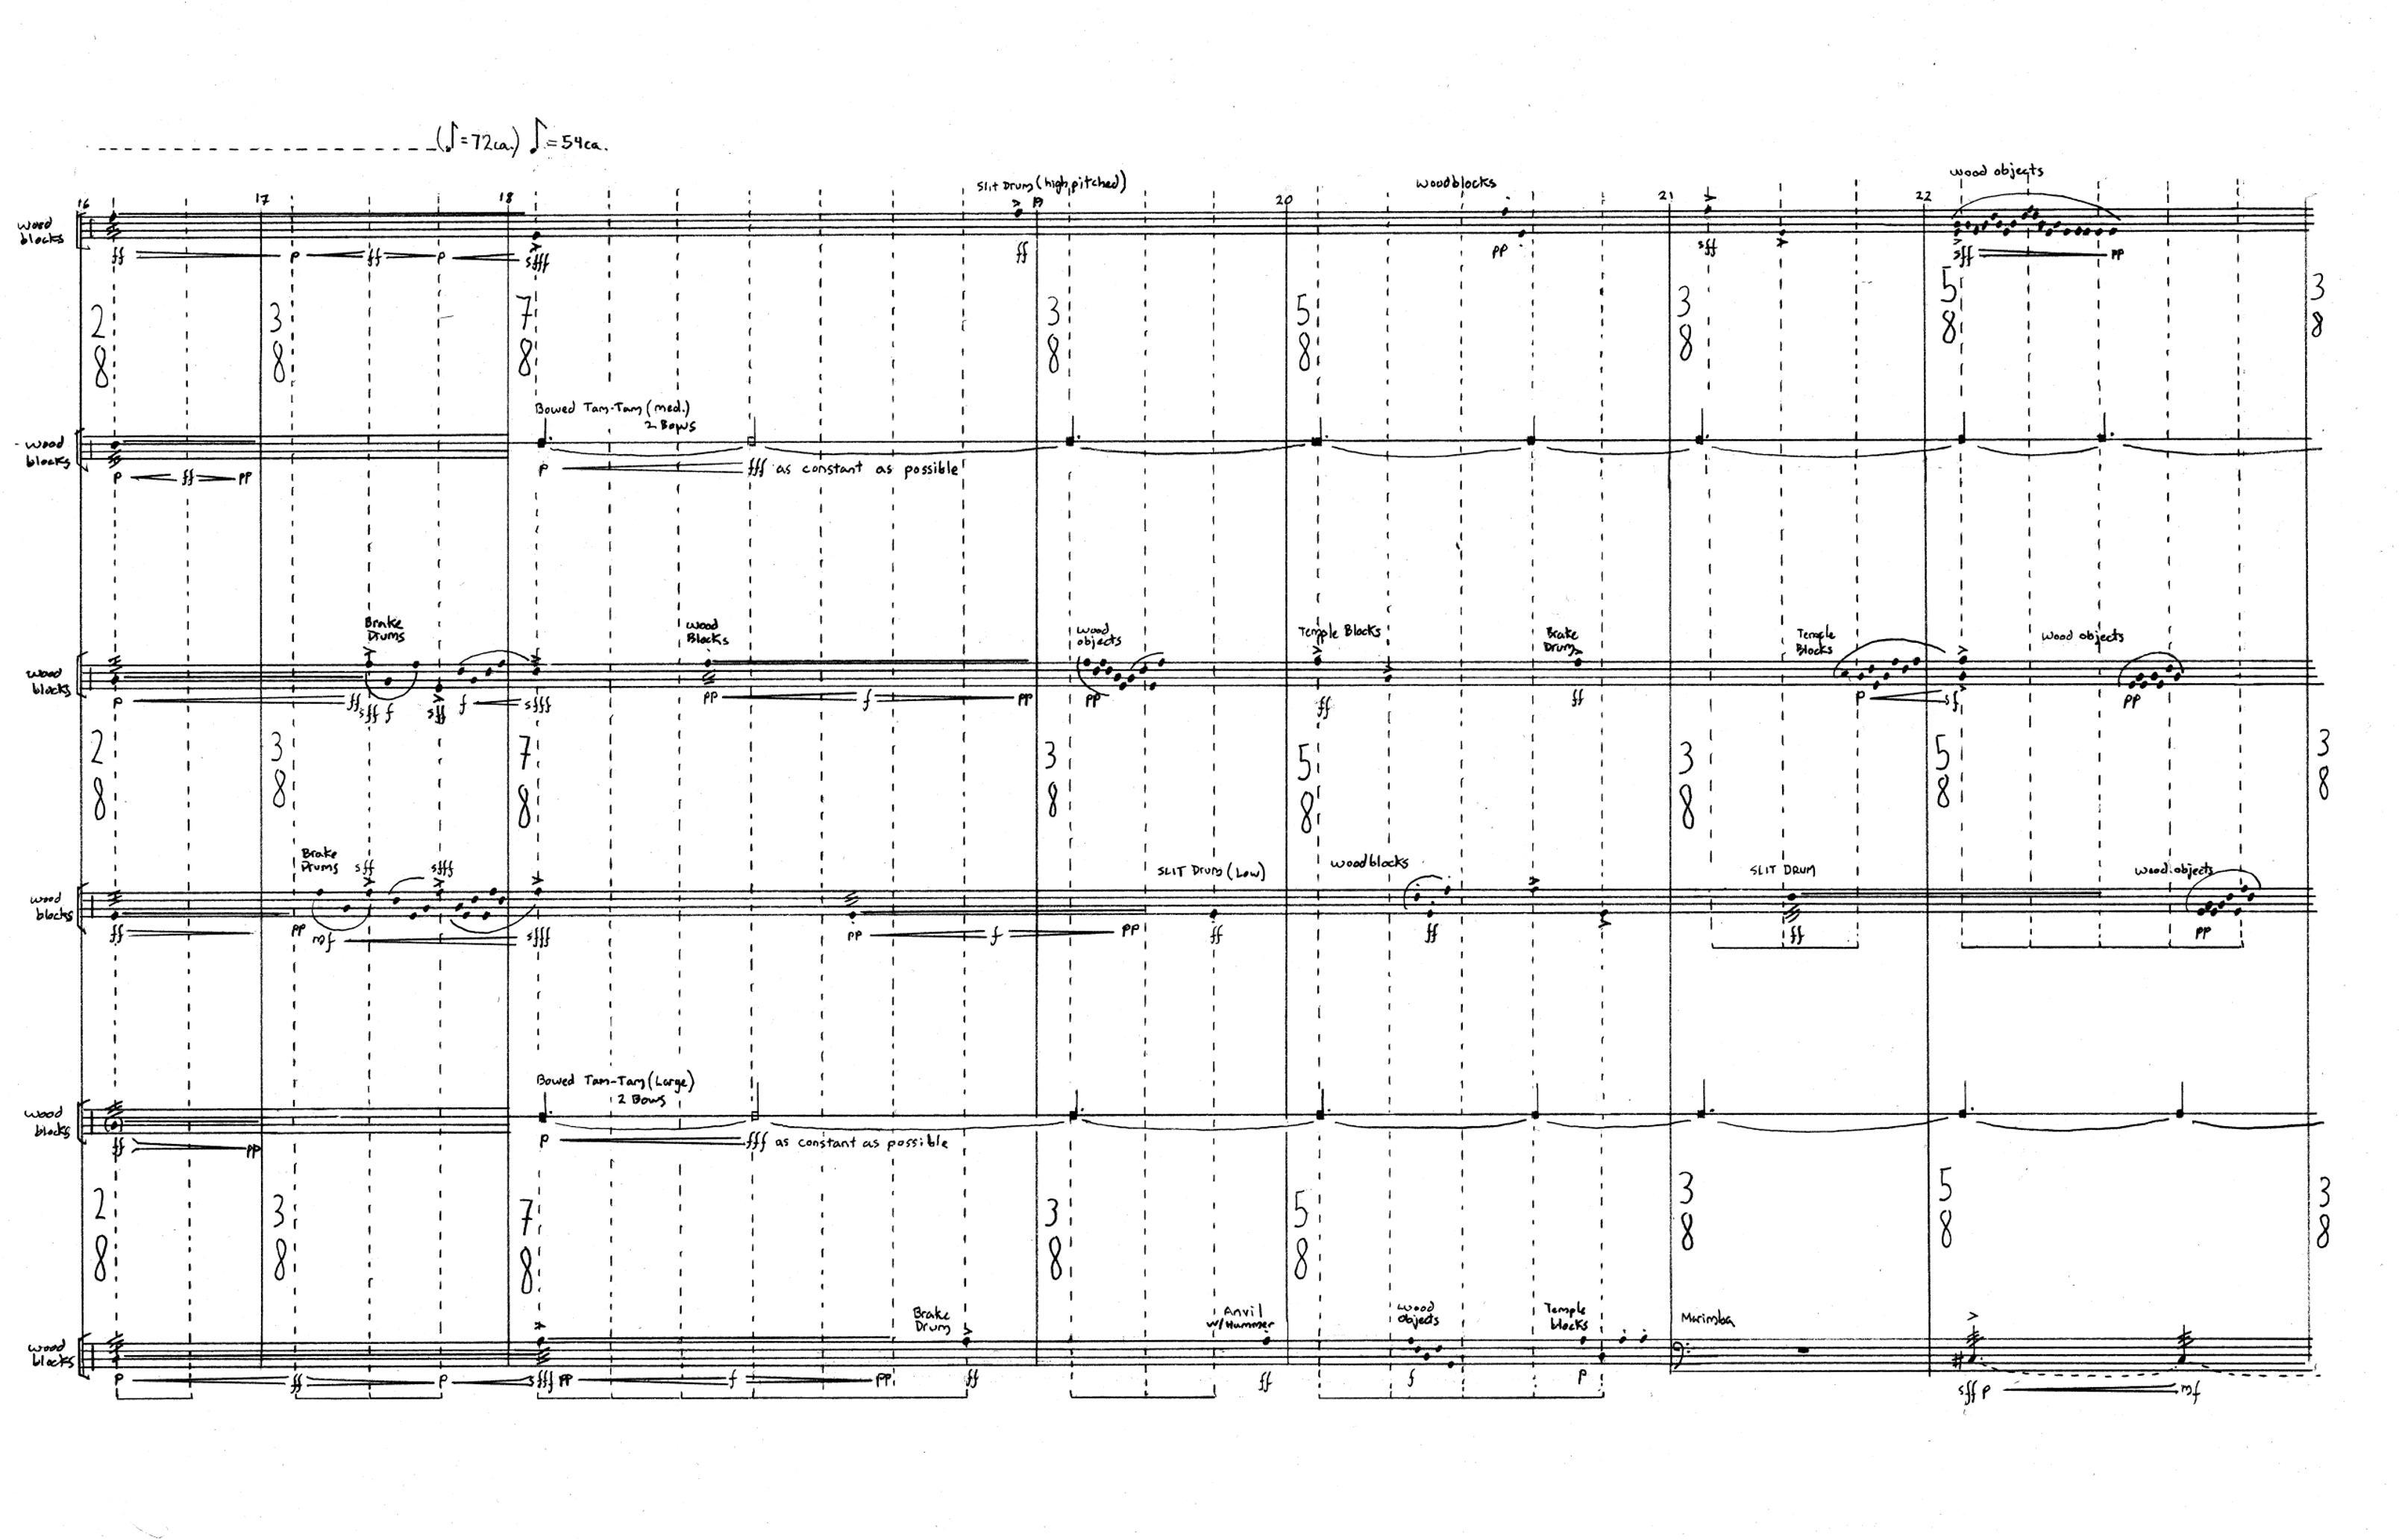 (♪=72ca.) ♪=54ca.
16 17 18 19 20 21 22
Slit Drum (high pitched)
Woodblocks
wood objects
wood
blocks
ff p ff p sfff ff pp sff sff pp
2 3 7 3 5 3 5 3
8 8 8 8 8 8 8 8
Bowed Tam-Tam (med.)
2 Bows
wood
blocks
p ff pp p fff as constant as possible
Brake
Drums
wood
Blocks
wood
objects
Temple Blocks
Brake
Drum
Temple
Blocks
wood objects
wood
blocks
p ff sff f sff f sfff pp f pp pp ff ff p sf pp
2 3 7 3 5 3 5 3
8 8 8 8 8 8 8 8
Brake
Drums
sff sfff
SLIT Drum (Low)
woodblocks
SLIT DRUM
wood objects
wood
blocks
ff pp mf sfff pp f pp ff ff ff pp
Bowed Tam-Tam (Large)
2 Bows
wood
blocks
ff pp p fff as constant as possible
2 3 7 3 5 3 5 3
8 8 8 8 8 8 8 8
Brake
Drum
Anvil
w/Hammer
wood
objects
Temple
blocks
Marimba
wood
blocks
p ff p sfff pp f pp ff ff f p sff p mf